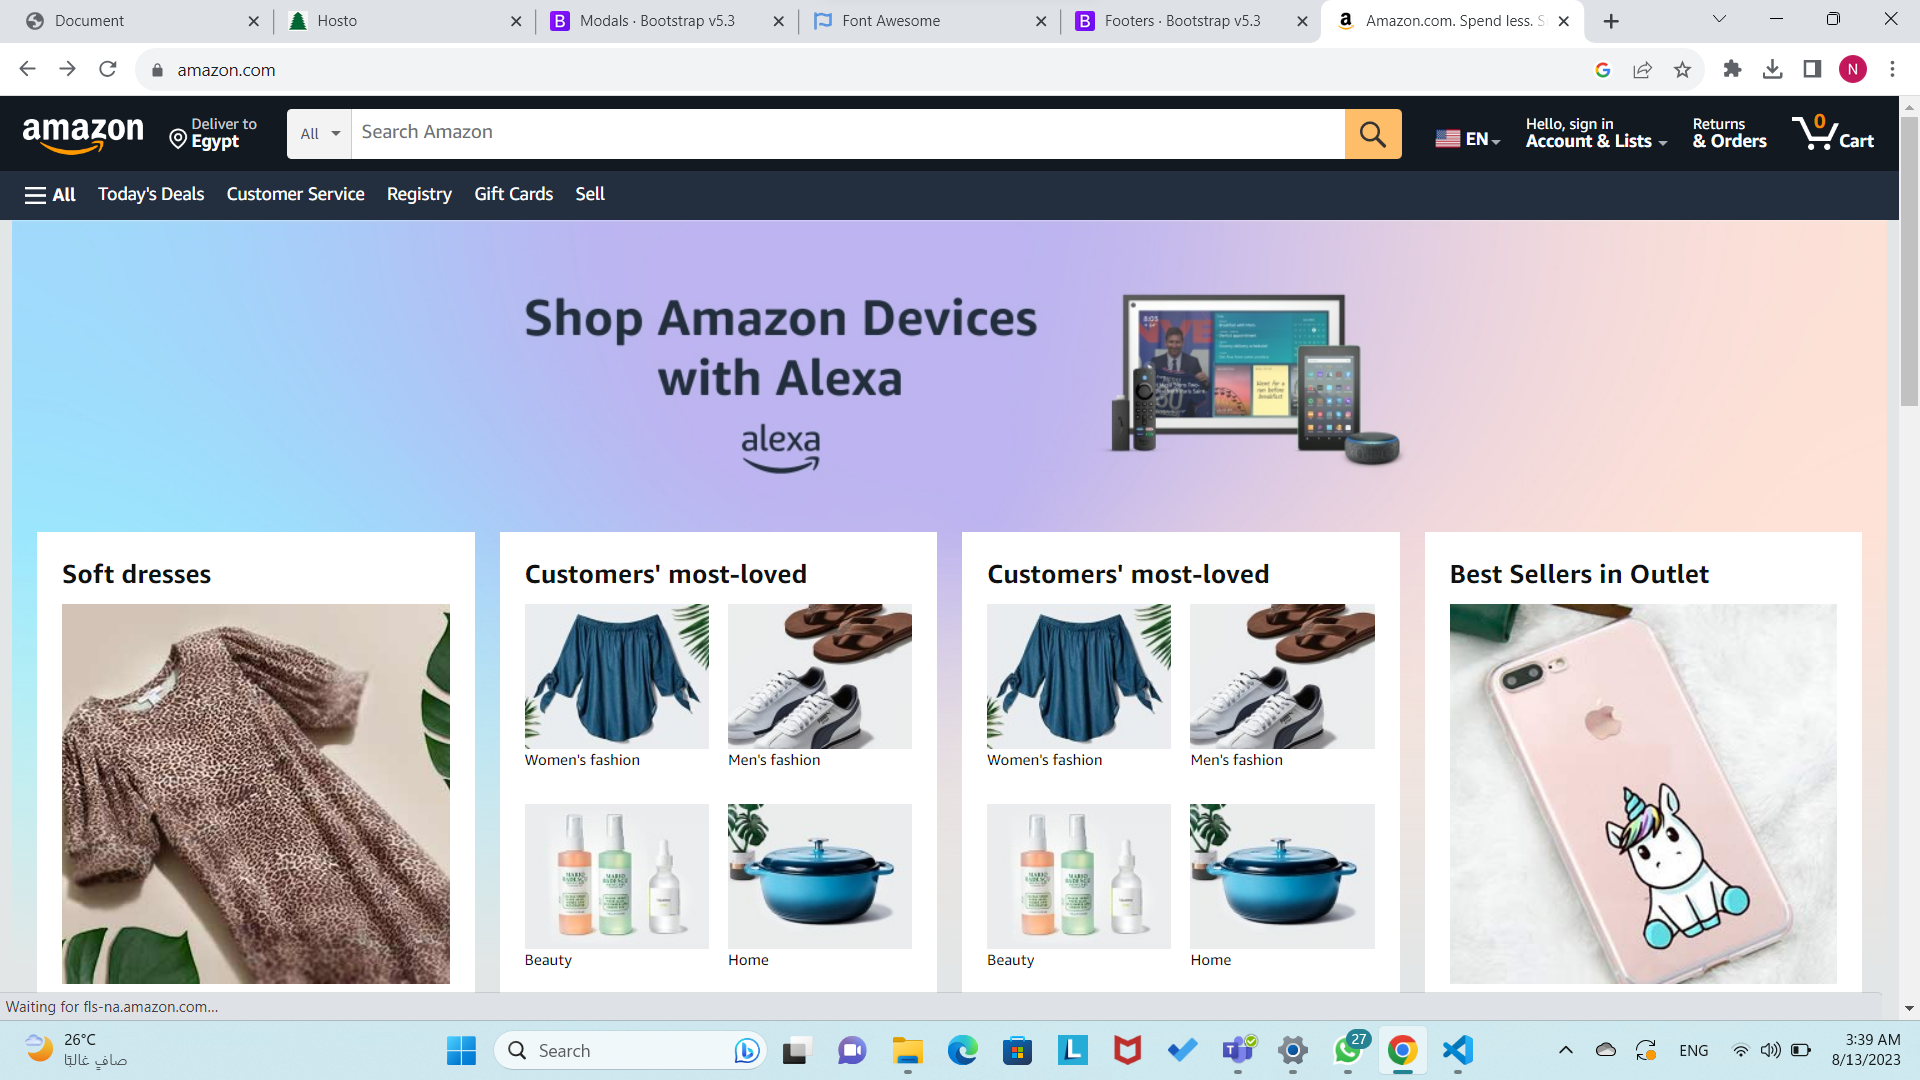 Document
Hosto
Modals · Bootstrap v5.3
Font Awesome
Footers · Bootstrap v5.3
Amazon.com. Spend less. S
amazon.com
N
amazon
Deliver to
Egypt
All
Search Amazon
EN
Hello, sign in
Account & Lists
Returns
& Orders
0
Cart
All
Today's Deals
Customer Service
Registry
Gift Cards
Sell
Shop Amazon Devices
with Alexa
alexa
Soft dresses
Customers' most-loved
Women's fashion
Men's fashion
Beauty
Home
Customers' most-loved
Women's fashion
Men's fashion
Beauty
Home
Best Sellers in Outlet
Waiting for fls-na.amazon.com...
26°C
صافٍ غالبًا
Search
27
ENG
3:39 AM
8/13/2023